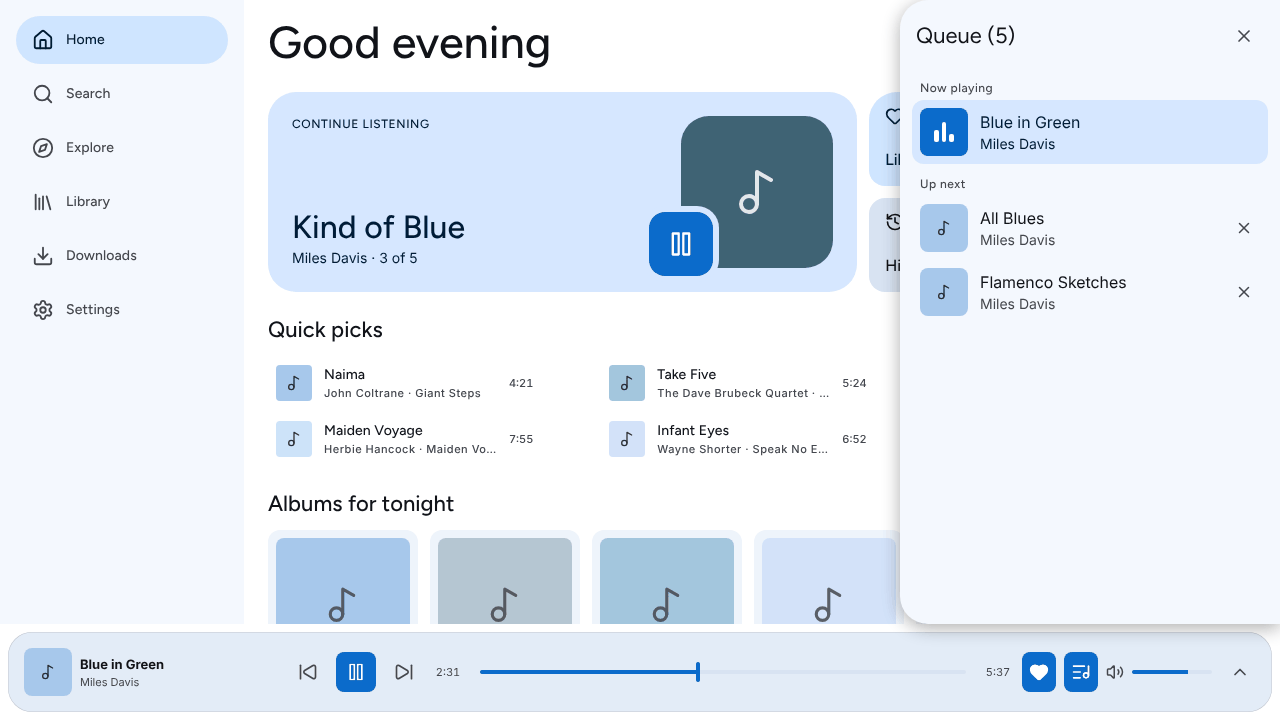 Home
Search
Explore
Library
Downloads
Settings
Good evening
CONTINUE LISTENING
Kind of Blue
Miles Davis · 3 of 5
Quick picks
Naima
John Coltrane · Giant Steps
4:21
Take Five
The Dave Brubeck Quartet · ...
5:24
Maiden Voyage
Herbie Hancock · Maiden Vo...
7:55
Infant Eyes
Wayne Shorter · Speak No E...
6:52
Albums for tonight
Queue (5)
Now playing
Blue in Green
Miles Davis
Up next
All Blues
Miles Davis
Flamenco Sketches
Miles Davis
Blue in Green
Miles Davis
2:31
5:37